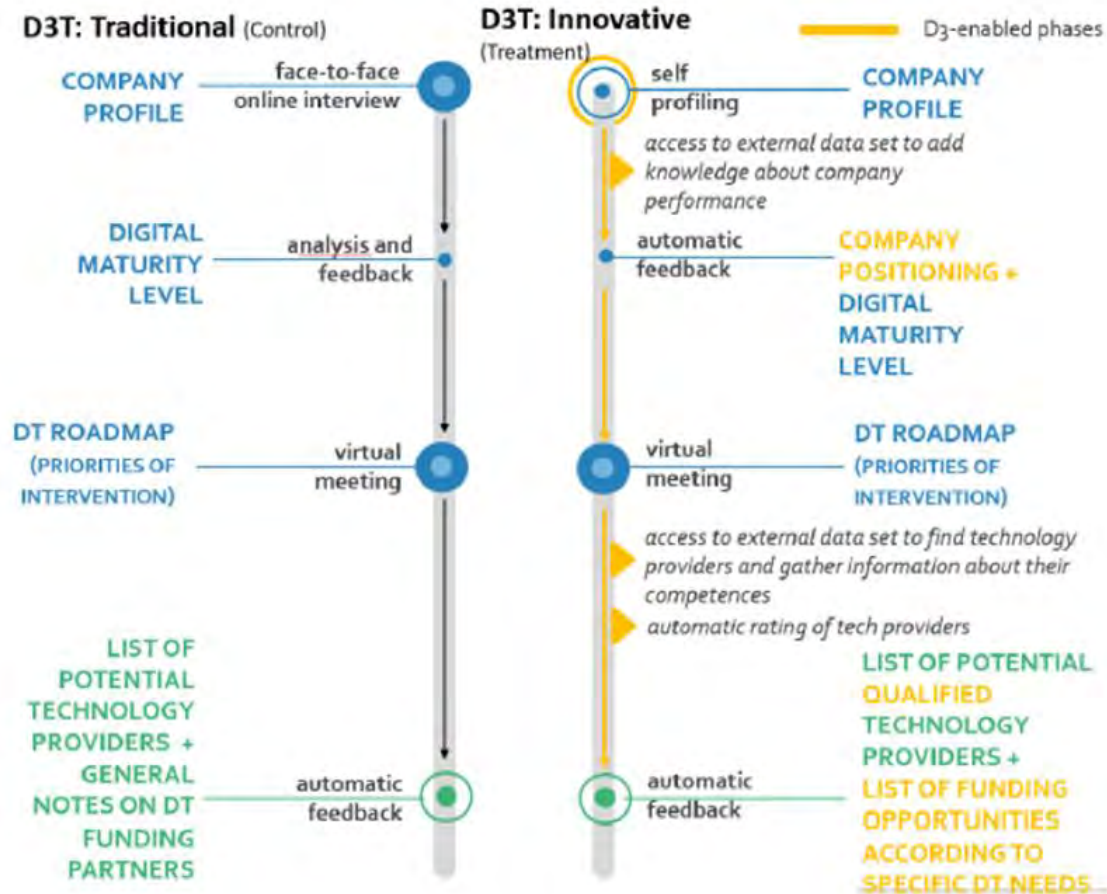 D3T: Traditional (Control)
COMPANY
PROFILE
face-to-face
online interview
DIGITAL
MATURITY
LEVEL
analysis and
feedback
DT ROADMAP
(PRIORITIES OF
INTERVENTION)
virtual
meeting
LIST OF
POTENTIAL
TECHNOLOGY
PROVIDERS +
GENERAL
NOTES ON DT
FUNDING
PARTNERS
automatic
feedback
D3T: Innovative
(Treatment)
D3-enabled phases
self
profiling
COMPANY
PROFILE
access to external data set to add
knowledge about company
performance
automatic
feedback
COMPANY
POSITIONING +
DIGITAL
MATURITY
LEVEL
virtual
meeting
DT ROADMAP
(PRIORITIES OF
INTERVENTION)
access to external data set to find technology
providers and gather information about their
competences
automatic rating of tech providers
automatic
feedback
LIST OF POTENTIAL
QUALIFIED
TECHNOLOGY
PROVIDERS +
LIST OF FUNDING
OPPORTUNITIES
ACCORDING TO
SPECIFIC DT NEEDS